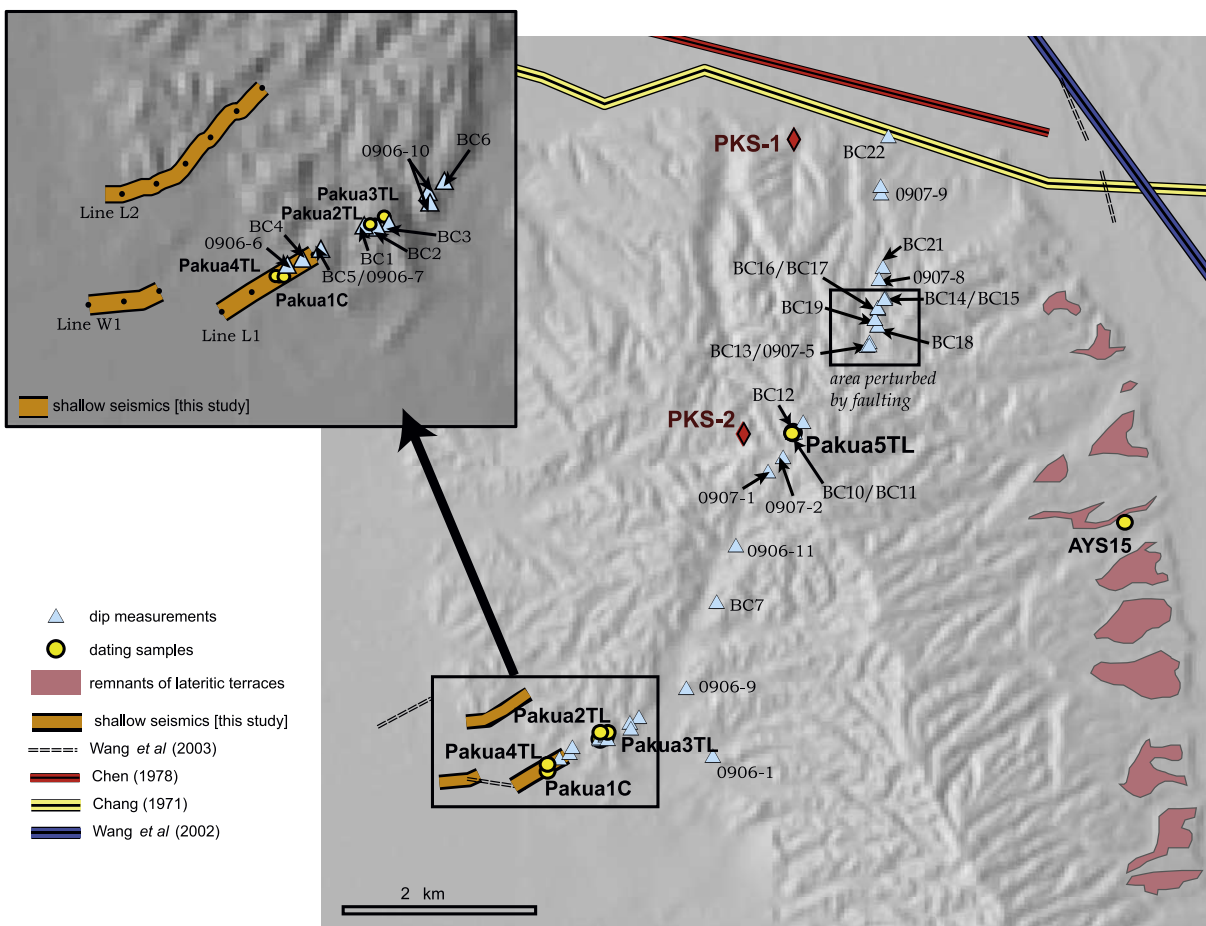 BC6
0906-10
Pakua3TL
Pakua2TL
Line L2
BC4
0906-6
BC3
BC2
BC1
Pakua4TL
BC5/0906-7
Pakua1C
Line W1
Line L1
shallow seismics [this study]
PKS-1
BC22
0907-9
BC21
BC16/BC17
0907-8
BC14/BC15
BC19
BC18
BC13/0907-5
area perturbed
by faulting
BC12
PKS-2
Pakua5TL
0907-1
0907-2
BC10/BC11
AYS15
0906-11
BC7
0906-9
Pakua2TL
Pakua3TL
Pakua4TL
0906-1
Pakua1C
dip measurements
dating samples
remnants of lateritic terraces
shallow seismics [this study]
Wang et al (2003)
Chen (1978)
Chang (1971)
Wang et al (2002)
2 km